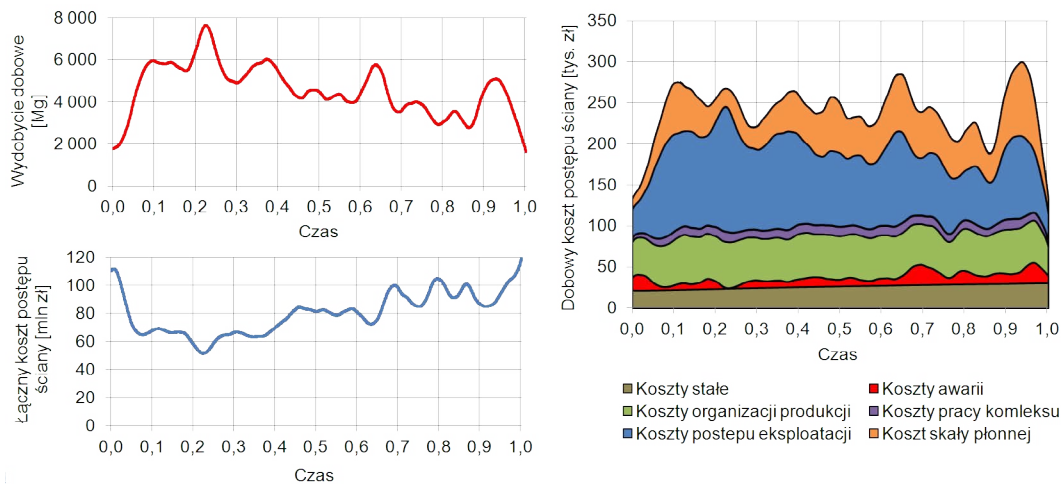 Wydobycie dobowe
[Mg]
8 000
6 000
4 000
2 000
0
0,0 0,1 0,2 0,3 0,4 0,5 0,6 0,7 0,8 0,9 1,0
Czas
Łączny koszt postępu
ściany [mln zł]
120
100
80
60
40
20
0
0,0 0,1 0,2 0,3 0,4 0,5 0,6 0,7 0,8 0,9 1,0
Czas
Dobowy koszt postępu ściany [tys. zł]
350
300
250
200
150
100
50
0
0,0 0,1 0,2 0,3 0,4 0,5 0,6 0,7 0,8 0,9 1,0
Czas
Koszty stałe
Koszty awarii
Koszty organizacji produkcji
Koszty pracy komleksu
Koszty postepu eksploatacji
Koszt skały płonnej